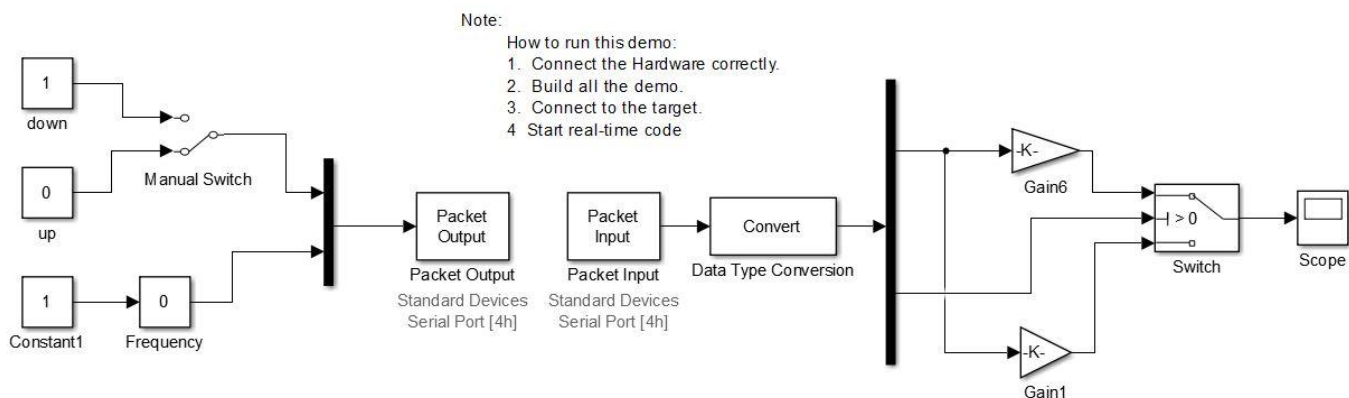 Note:
How to run this demo:
1. Connect the Hardware correctly.
2. Build all the demo.
3. Connect to the target.
4 Start real-time code
1
down
0
up
Manual Switch
1
Constant1
0
Frequency
Packet
Output
Packet Output
Standard Devices
Serial Port [4h]
Packet
Input
Packet Input
Standard Devices
Serial Port [4h]
Convert
Data Type Conversion
-K-
Gain6
-K-
Gain1
> 0
Switch
Scope